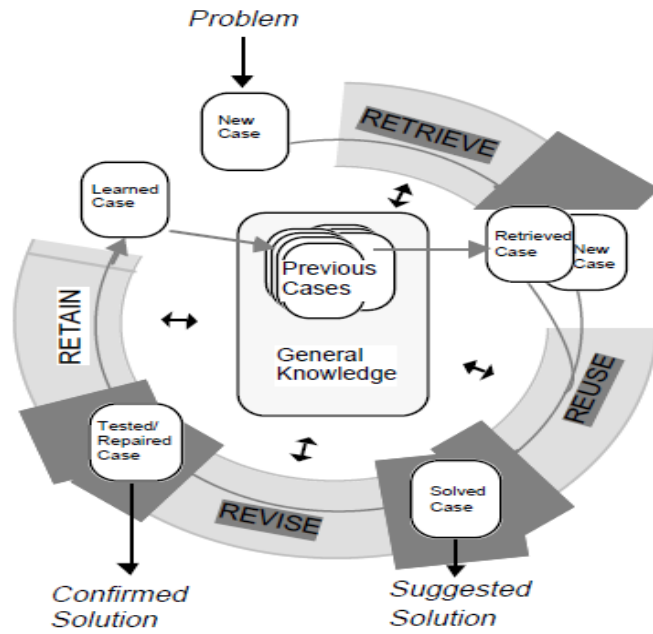 Problem
New
Case
RETRIEVE
Learned
Case
Retrieved
Case
New
Case
Previous
Cases
General
Knowledge
RETAIN
REUSE
Tested/
Repaired
Case
Solved
Case
REVISE
Confirmed
Solution
Suggested
Solution